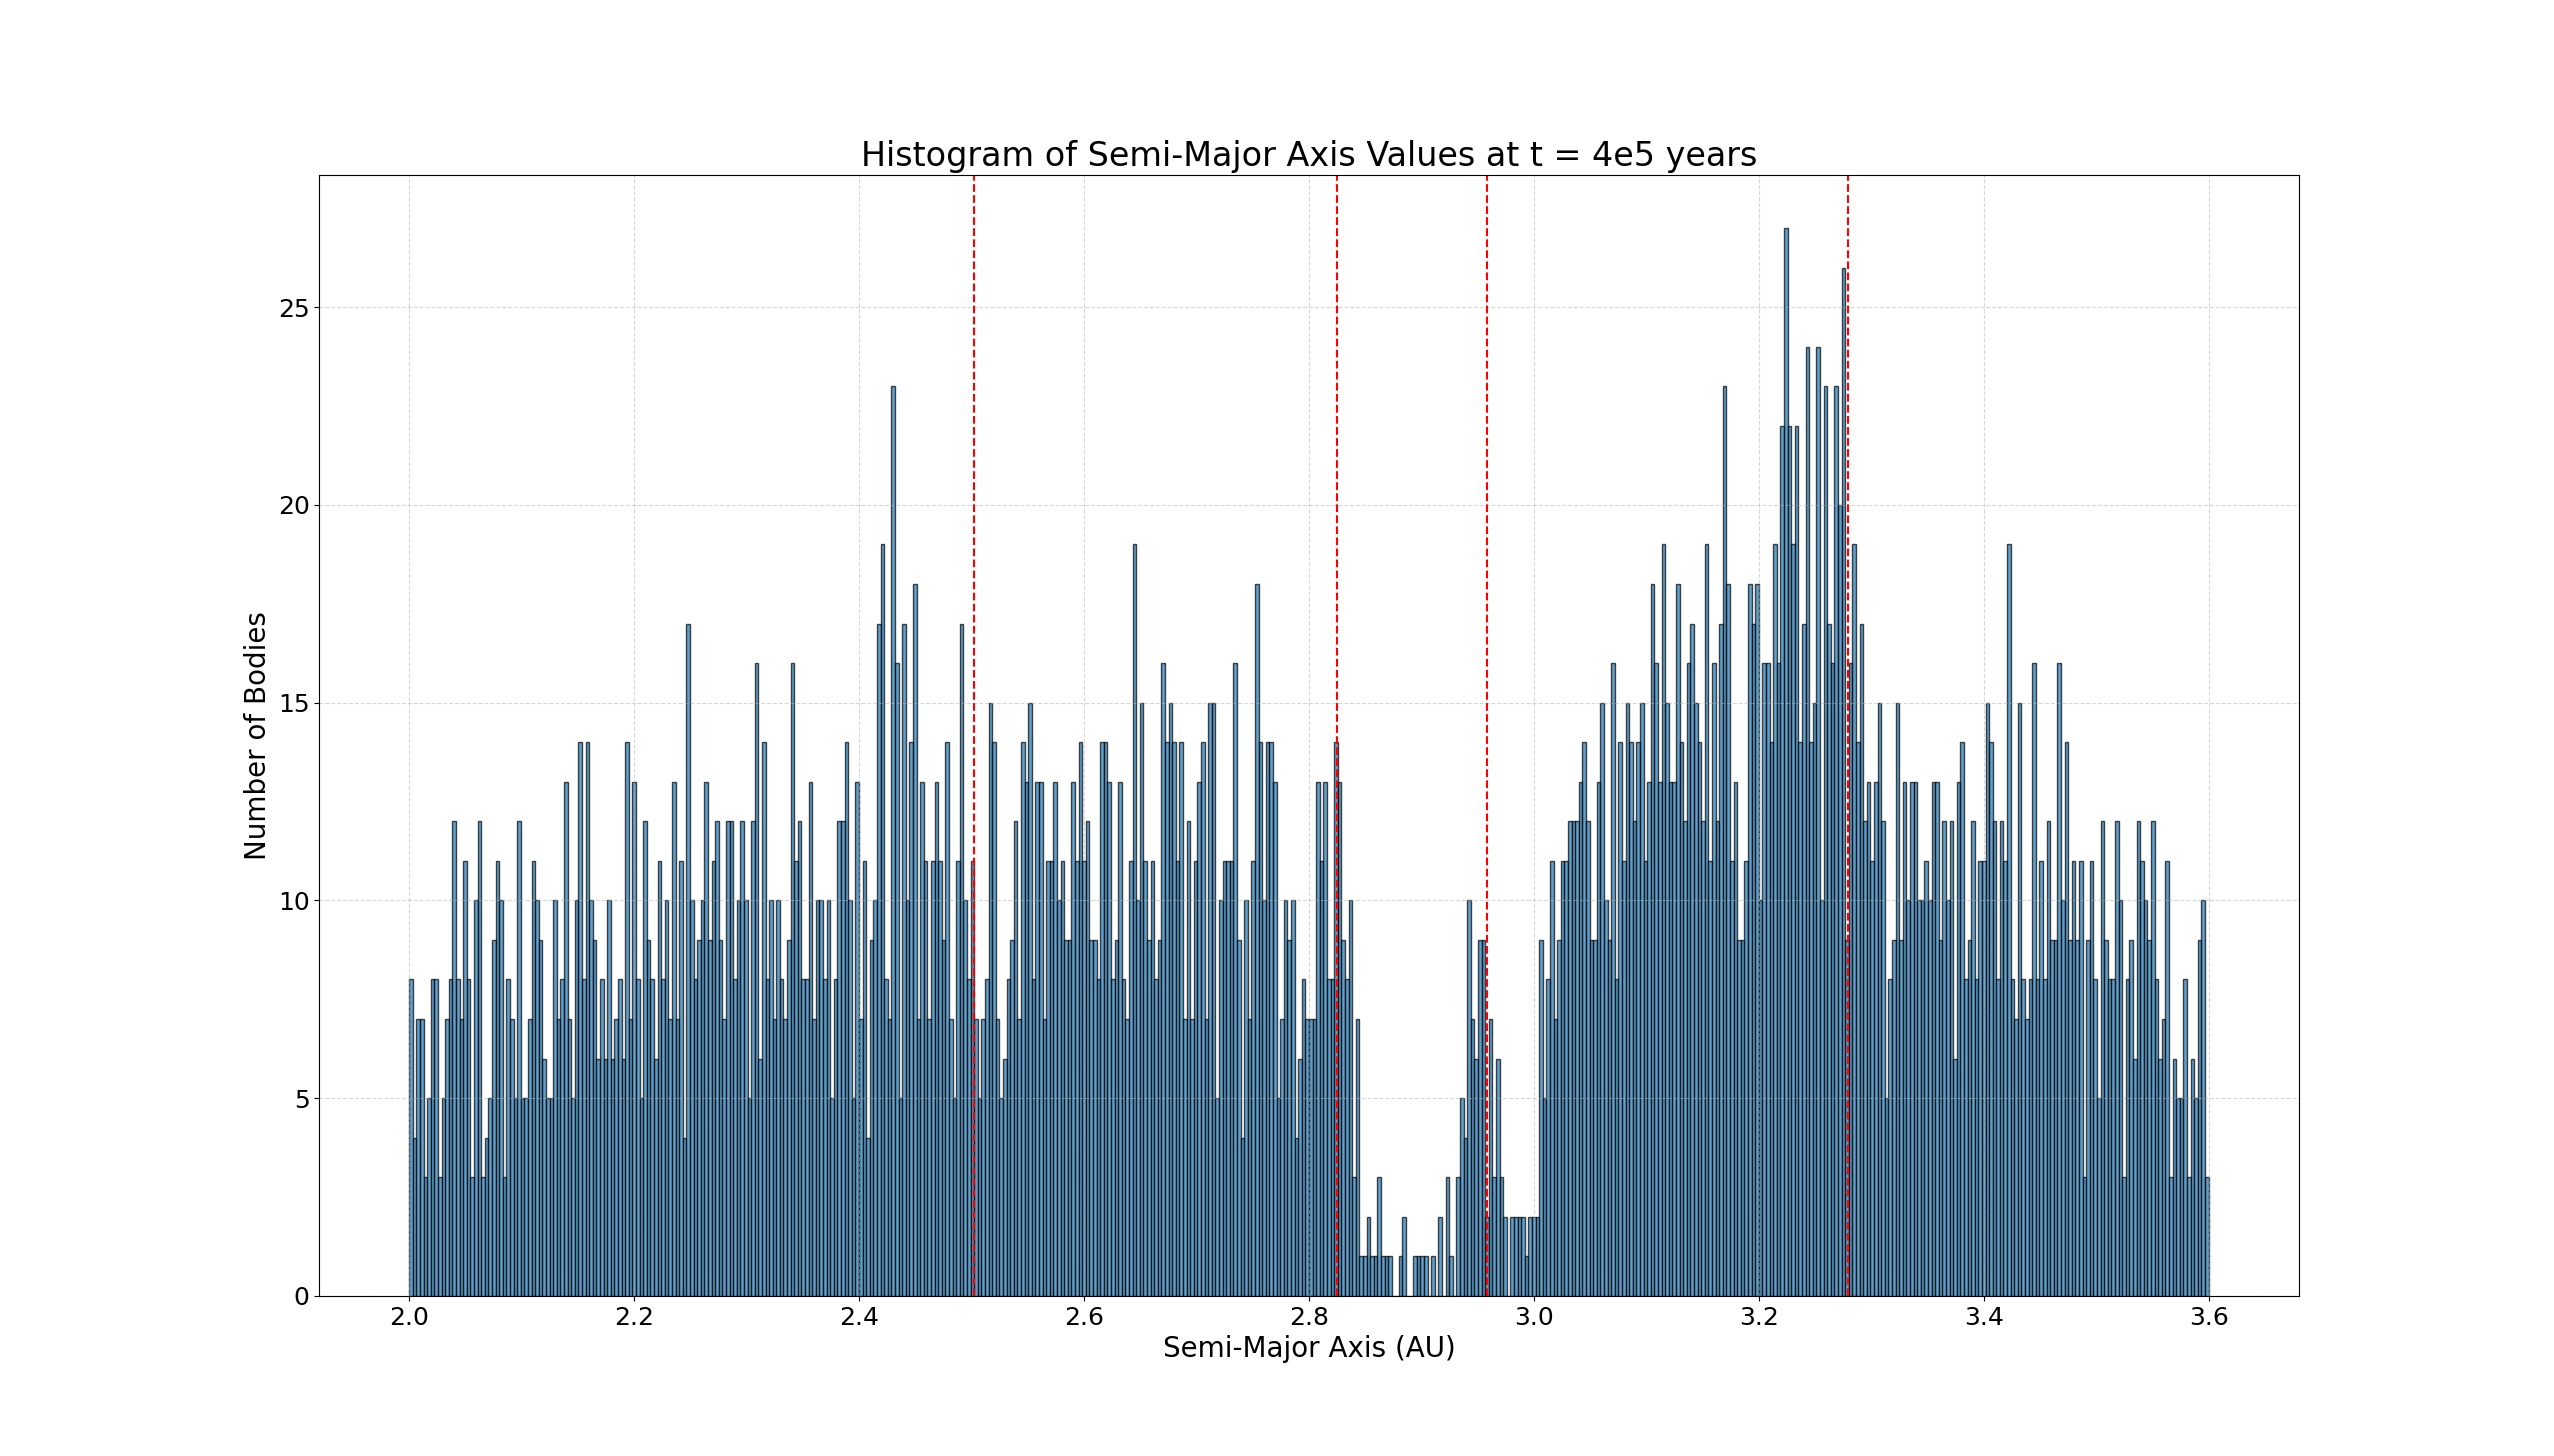 Histogram of Semi-Major Axis Values at t = 4e5 years
Number of Bodies
25
20
15
10
5
0
2.0 2.2 2.4 2.6 2.8 3.0 3.2 3.4 3.6
Semi-Major Axis (AU)